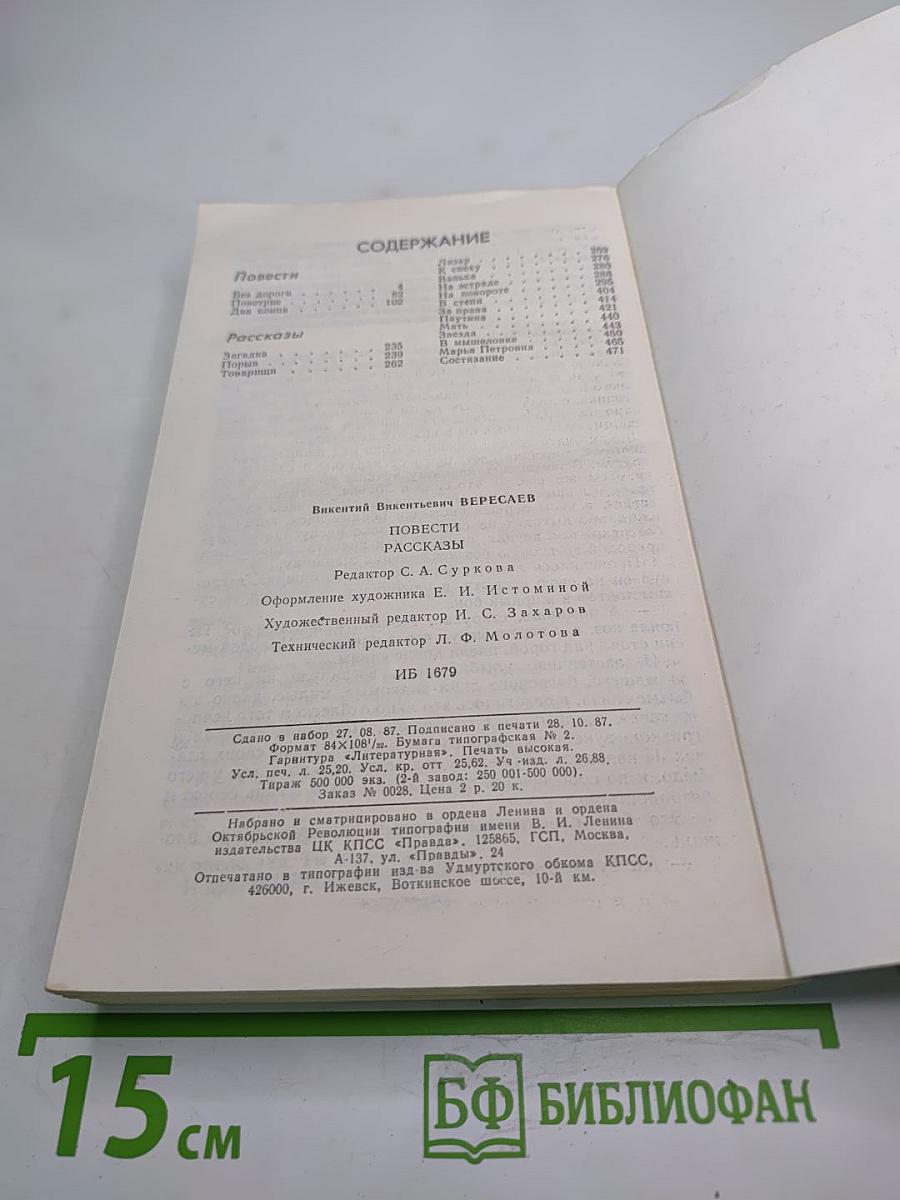 СОДЕРЖАНИЕ
Повести
Без дороги 4
Поветрие 82
Два конца 102
Рассказы
Загадка 235
Порыв 239
Товарищи 262
Лизар 269
К спеху 276
Ванька 280
На эстраде 288
На повороте 295
В степи 404
За права 414
Паутина 421
Мать 440
Звезда 443
В мышеловке 450
Марья Петровна 465
Состязание 471
Викентий Викентьевич ВЕРЕСАЕВ
ПОВЕСТИ
РАССКАЗЫ
Редактор С. А. Суркова
Оформление художника Е. И. Истоминой
Художественный редактор И. С. Захаров
Технический редактор Л. Ф. Молотова
ИБ 1679
Сдано в набор 27. 08. 87. Подписано к печати 28. 10. 87.
Формат 84×108¹/₃₂. Бумага типографская № 2.
Гарнитура «Литературная». Печать высокая.
Усл. печ. л. 25,20. Усл. кр. отт 25,62. Уч-изд. л. 26,88.
Тираж 500 000 экз. (2-й завод: 250 001-500 000).
Заказ № 0028. Цена 2 р. 20 к.
Набрано и сматрицировано в ордена Ленина и ордена
Октябрьской Революции типографии имени В. И. Ленина
издательства ЦК КПСС «Правда». 125865, ГСП, Москва,
А-137, ул. «Правды». 24
Отпечатано в типографии изд-ва Удмуртского обкома КПСС,
426000, г. Ижевск, Воткинское шоссе, 10-й км.
15 см
БФ БИБЛИОФАН